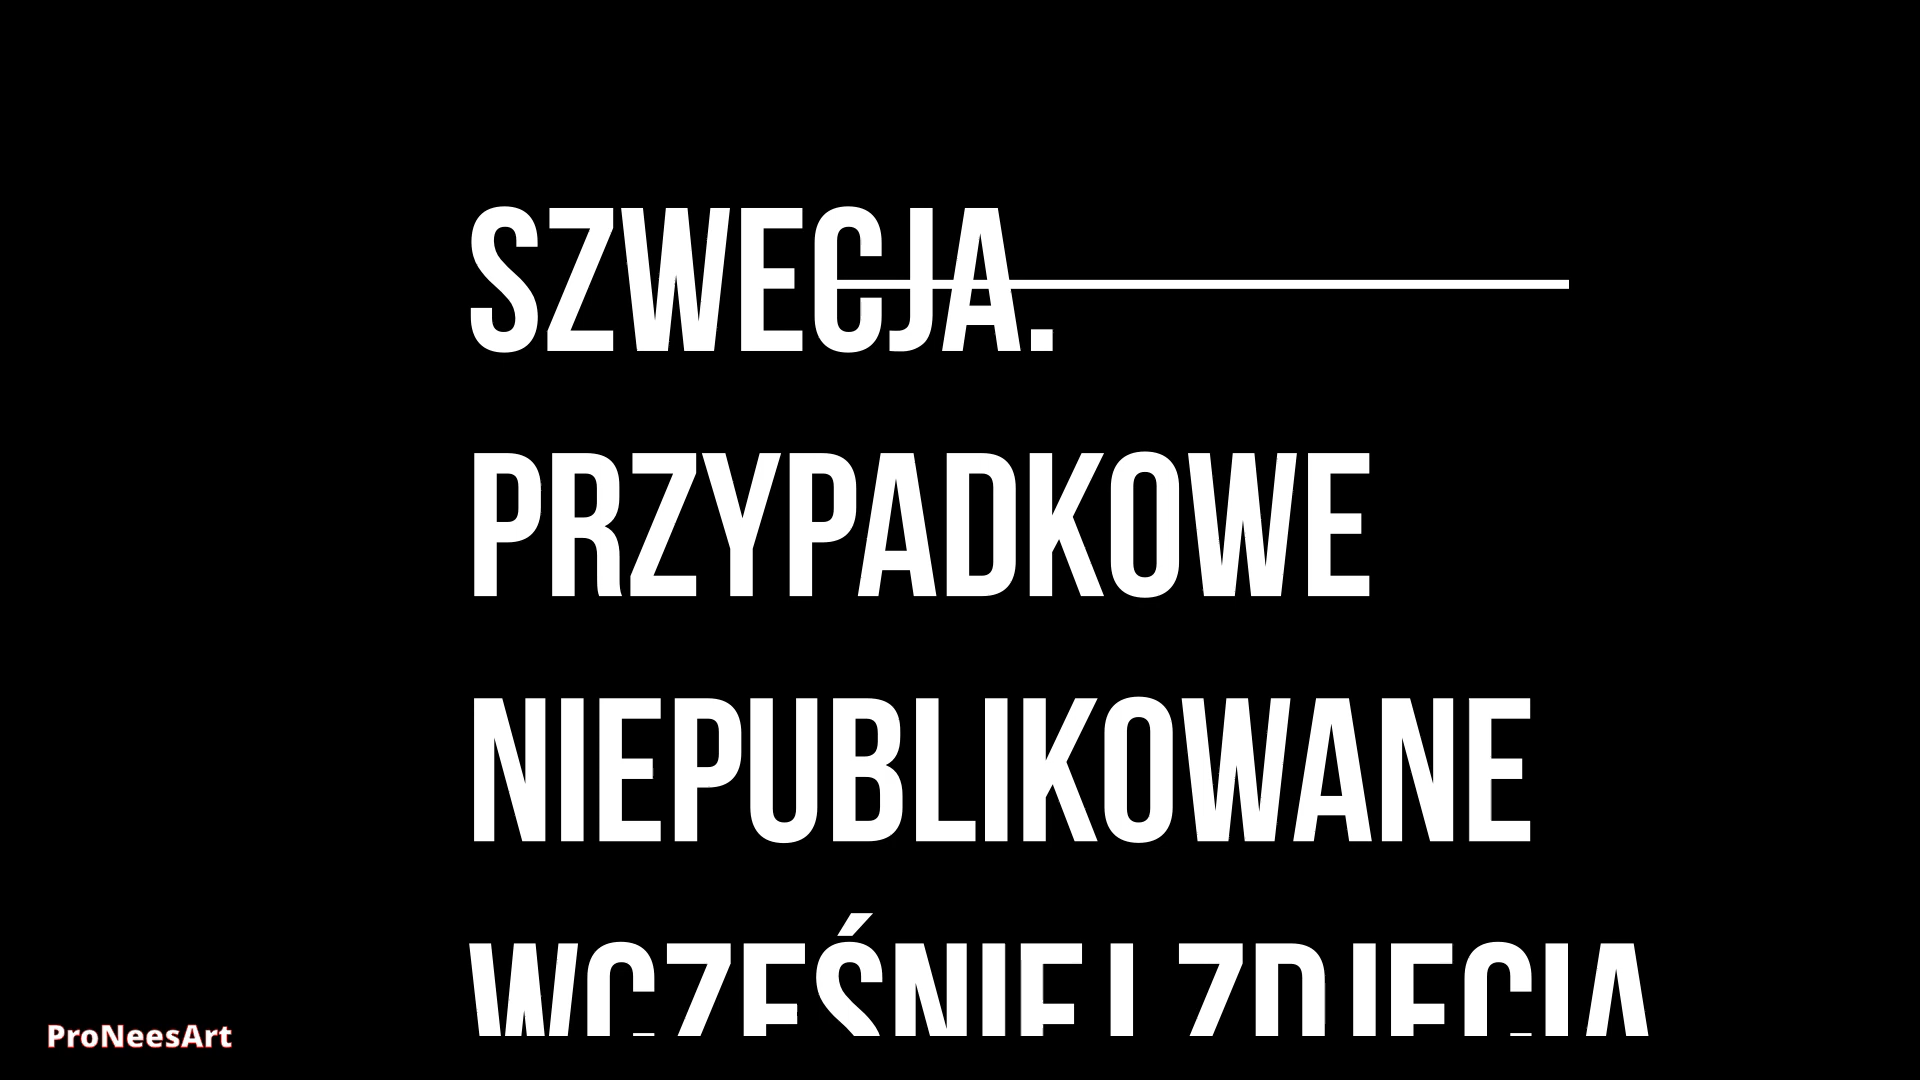 SZWECJA.
PRZYPADKOWE
NIEPUBLIKOWANE
WCZEŚNIEJ ZDJĘCIA
ProNeesArt